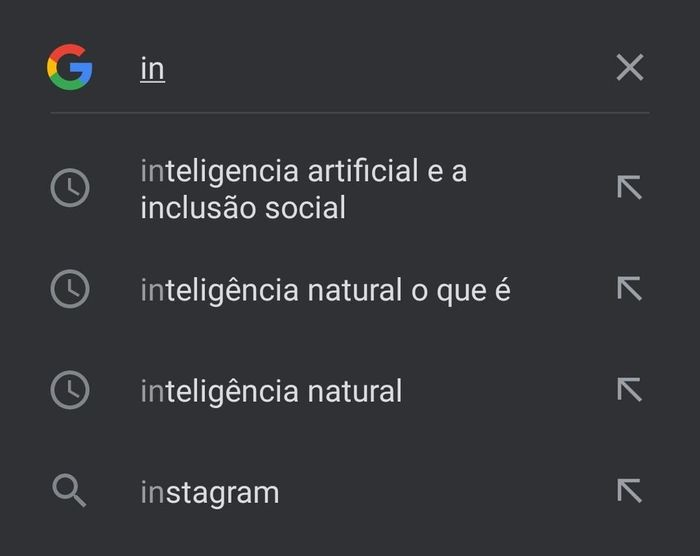 in
inteligencia artificial e a
inclusão social
inteligência natural o que é
inteligência natural
instagram